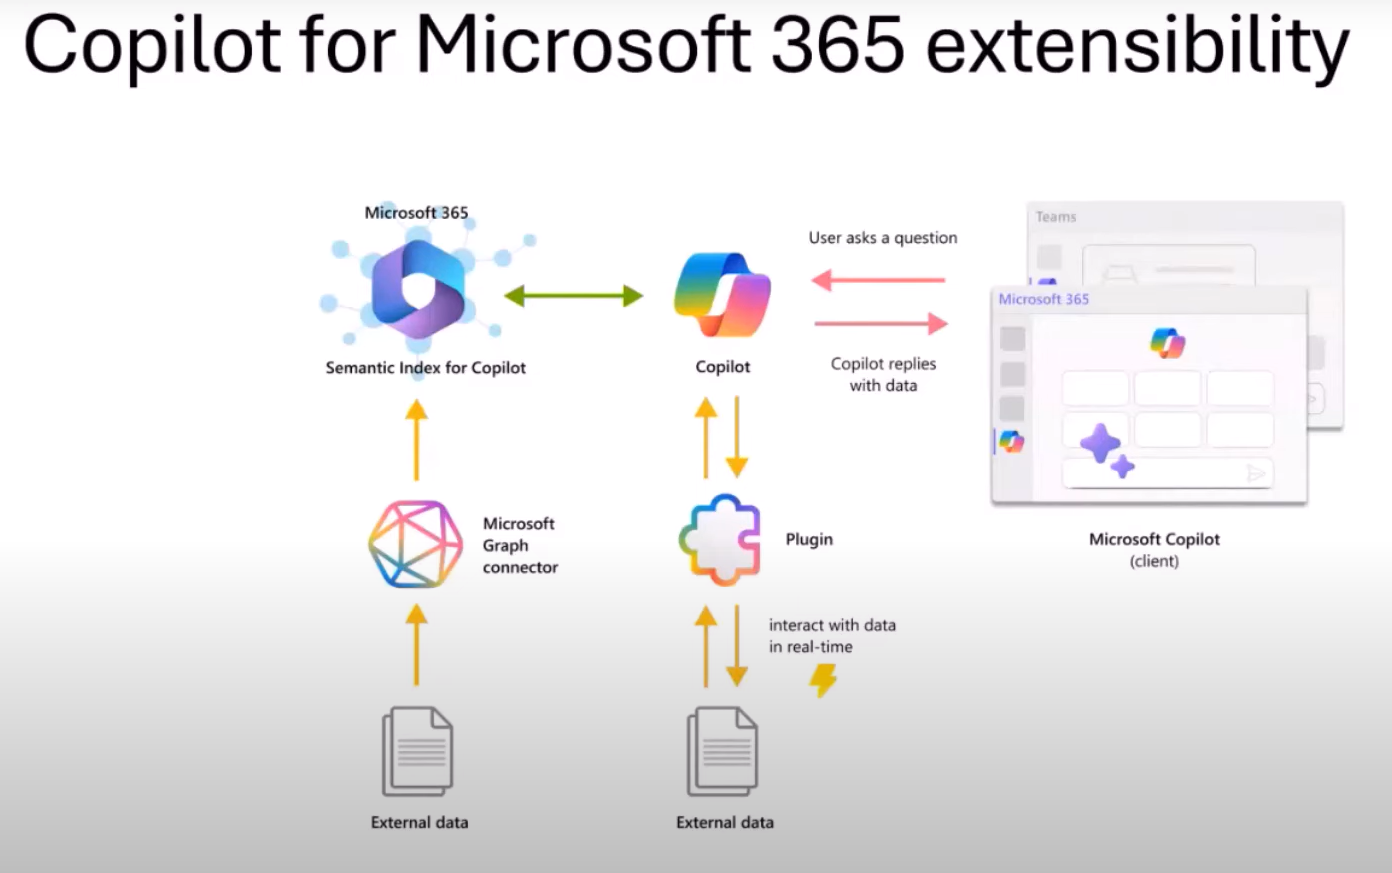 Copilot for Microsoft 365 extensibility
Microsoft 365
Semantic Index for Copilot
Copilot
User asks a question
Copilot replies
with data
Teams
Microsoft 365
Microsoft Copilot
(client)
Microsoft
Graph
connector
Plugin
interact with data
in real-time
External data
External data